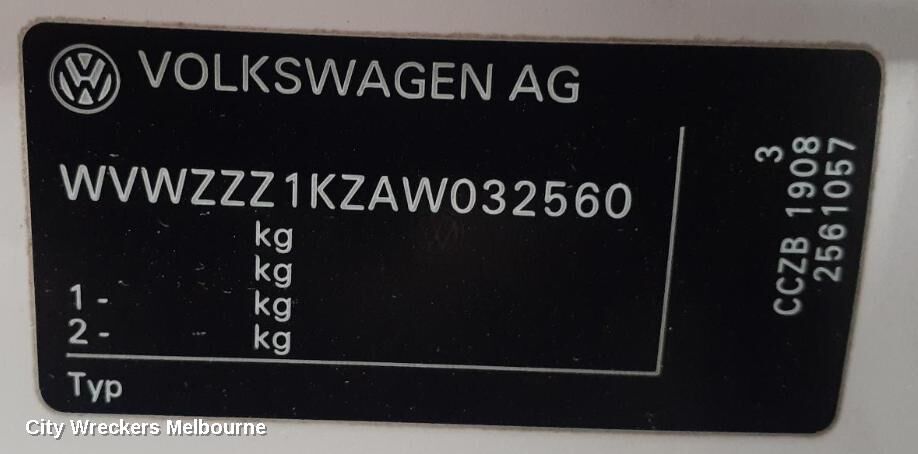 VOLKSWAGEN AG
WVWZZZ1KZAW032560
kg
kg
1 - kg
2 - kg
Typ
3
CCZB 1908
2561057
City Wreckers Melbourne